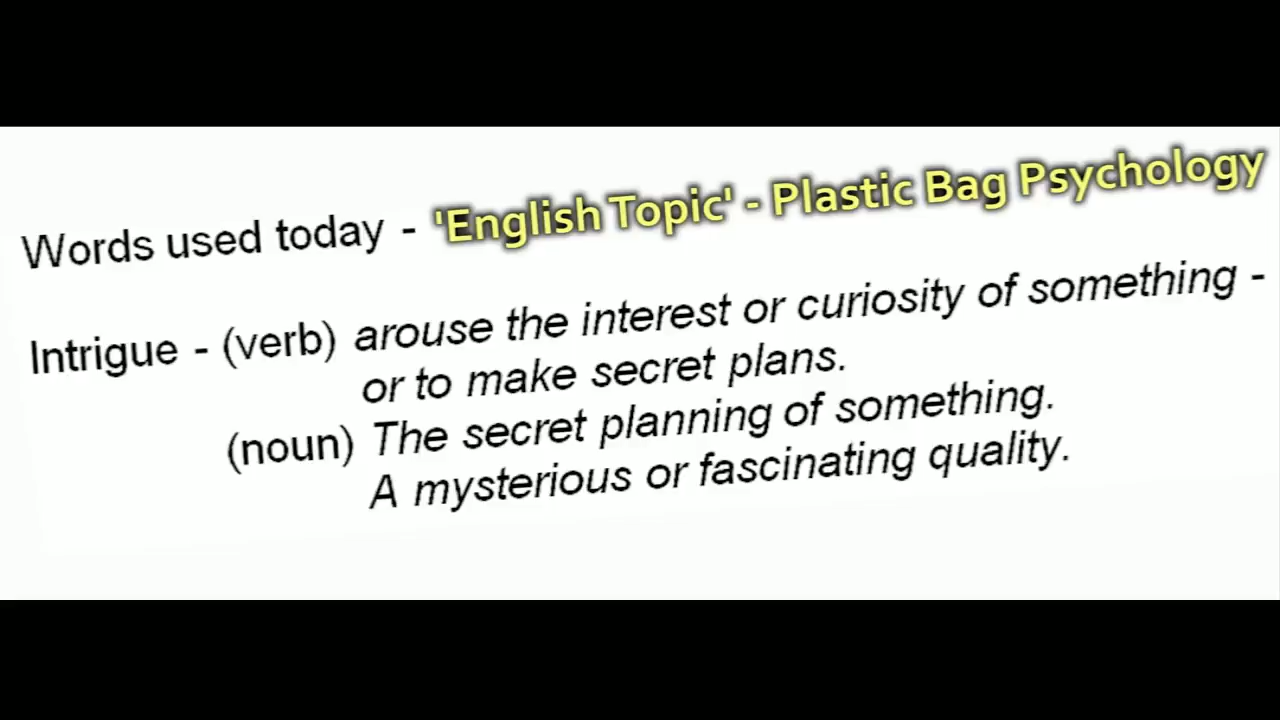 Words used today - 'English Topic' - Plastic Bag Psychology
Intrigue - (verb) arouse the interest or curiosity of something -
or to make secret plans.
(noun) The secret planning of something.
A mysterious or fascinating quality.